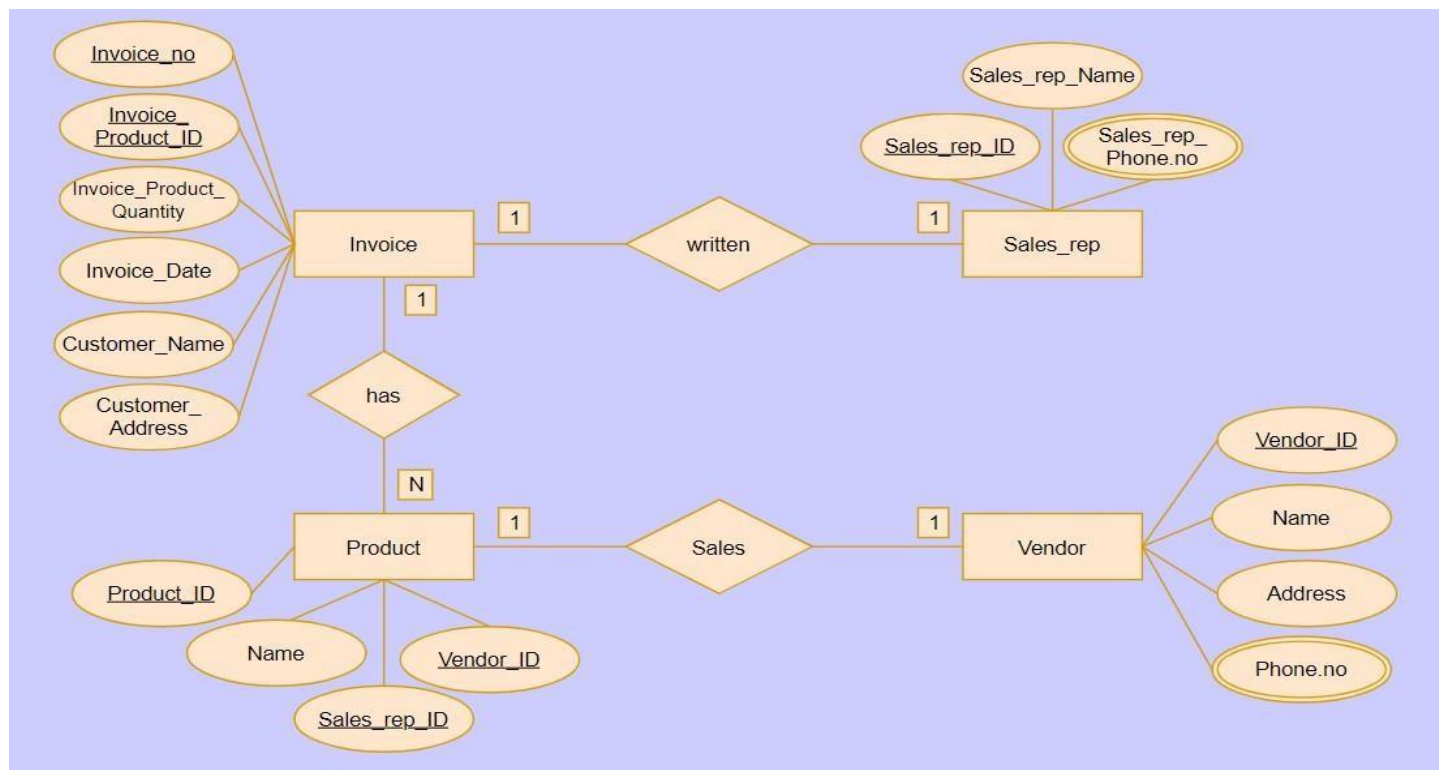 Invoice_no
Invoice_
Product_ID
Invoice_Product_
Quantity
Invoice_Date
Customer_Name
Customer_
Address
Invoice
1
written
1
Sales_rep
Sales_rep_Name
Sales_rep_ID
Sales_rep_
Phone.no
1
has
N
Product
1
Sales
1
Vendor
Product_ID
Name
Sales_rep_ID
Vendor_ID
Vendor_ID
Name
Address
Phone.no